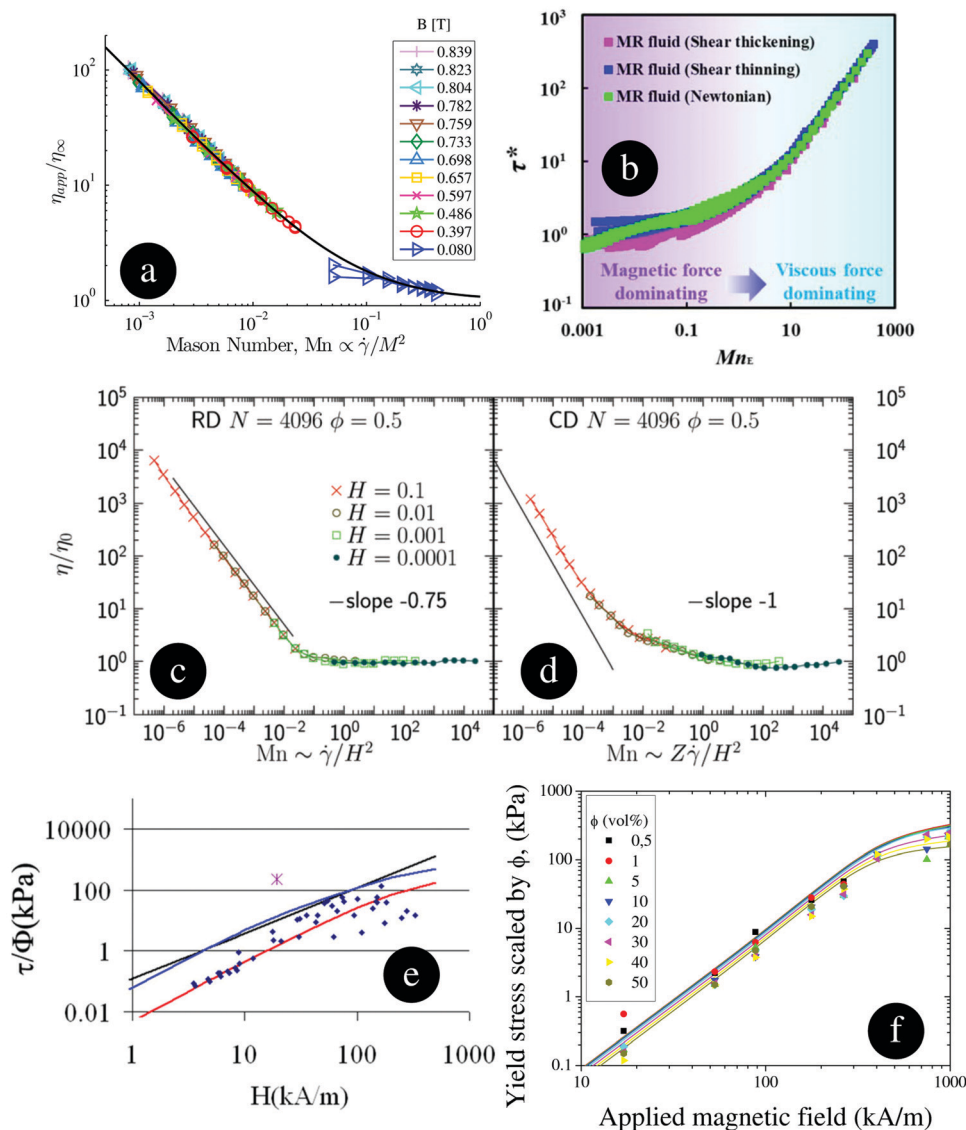 B [T]
0.839
0.823
0.804
0.782
0.759
0.733
0.698
0.657
0.597
0.486
0.397
0.080
η_app/η_∞
10^2
10^1
10^0
10^-3
10^-2
10^-1
10^0
Mason Number, Mn ∝ γ̇/M^2
a
MR fluid (Shear thickening)
MR fluid (Shear thinning)
MR fluid (Newtonian)
τ*
10^3
10^2
10^1
10^0
10^-1
Magnetic force
dominating
Viscous force
dominating
0.001
0.1
10
1000
Mn_E
b
RD N = 4096 ϕ = 0.5
H = 0.1
H = 0.01
H = 0.001
H = 0.0001
—slope -0.75
η/η_0
10^5
10^4
10^3
10^2
10^1
10^0
10^-1
10^-6
10^-4
10^-2
10^0
10^2
10^4
Mn ∼ γ̇/H^2
c
CD N = 4096 ϕ = 0.5
—slope -1
10^5
10^4
10^3
10^2
10^1
10^0
10^-1
10^-6
10^-4
10^-2
10^0
10^2
10^4
Mn ∼ Zγ̇/H^2
d
τ/Φ(kPa)
10000
100
1
0.01
1
10
100
1000
H(kA/m)
e
Yield stress scaled by ϕ, (kPa)
1000
100
10
1
0.1
ϕ (vol%)
0,5
1
5
10
20
30
40
50
10
100
1000
Applied magnetic field (kA/m)
f